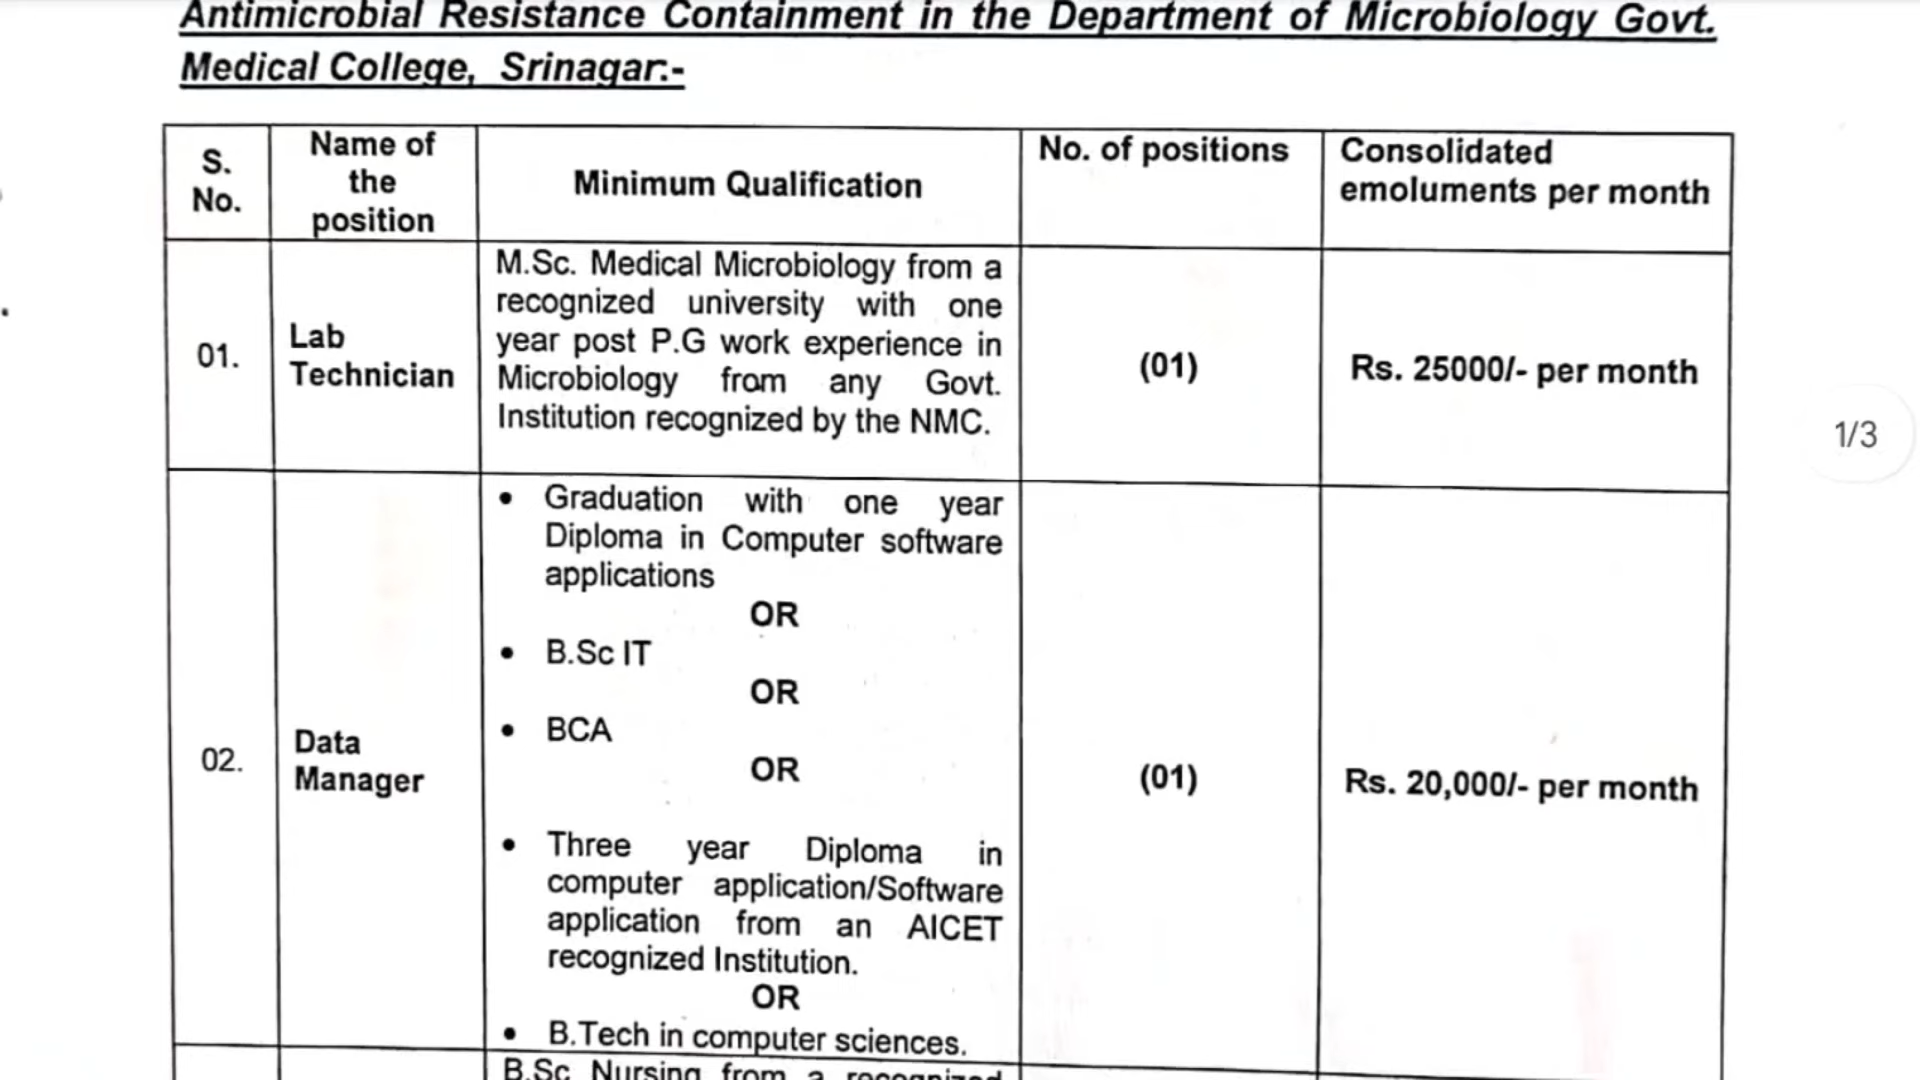 Antimicrobial Resistance Containment in the Department of Microbiology Govt.
Medical College, Srinagar:-
S.
No.
Name of
the
position
Minimum Qualification
No. of positions
Consolidated
emoluments per month
01.
Lab
Technician
M.Sc. Medical Microbiology from a
recognized university with one
year post P.G work experience in
Microbiology from any Govt.
Institution recognized by the NMC.
(01)
Rs. 25000/- per month
02.
Data
Manager
• Graduation with one year
Diploma in Computer software
applications
OR
• B.Sc IT
OR
• BCA
OR
• Three year Diploma in
computer application/Software
application from an AICET
recognized Institution.
OR
• B.Tech in computer sciences.
(01)
Rs. 20,000/- per month
B.Sc Nursing from a recognized
1/3